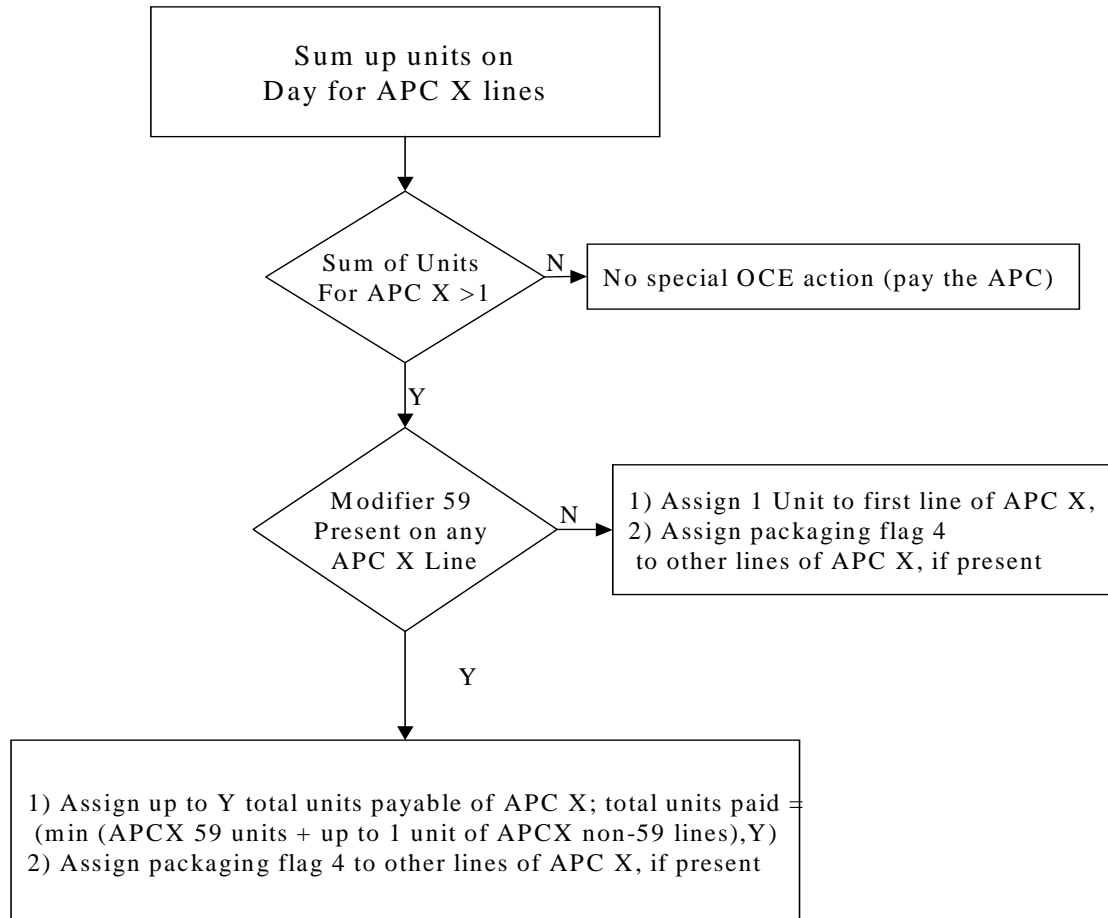 Sum up units on
Day for APC X lines
Sum of Units
For APC X >1
N
No special OCE action (pay the APC)
Y
Modifier 59
Present on any
APC X Line
N
1) Assign 1 Unit to first line of APC X,
2) Assign packaging flag 4
to other lines of APC X, if present
Y
1) Assign up to Y total units payable of APC X; total units paid =
(min (APCX 59 units + up to 1 unit of APCX non-59 lines),Y)
2) Assign packaging flag 4 to other lines of APC X, if present